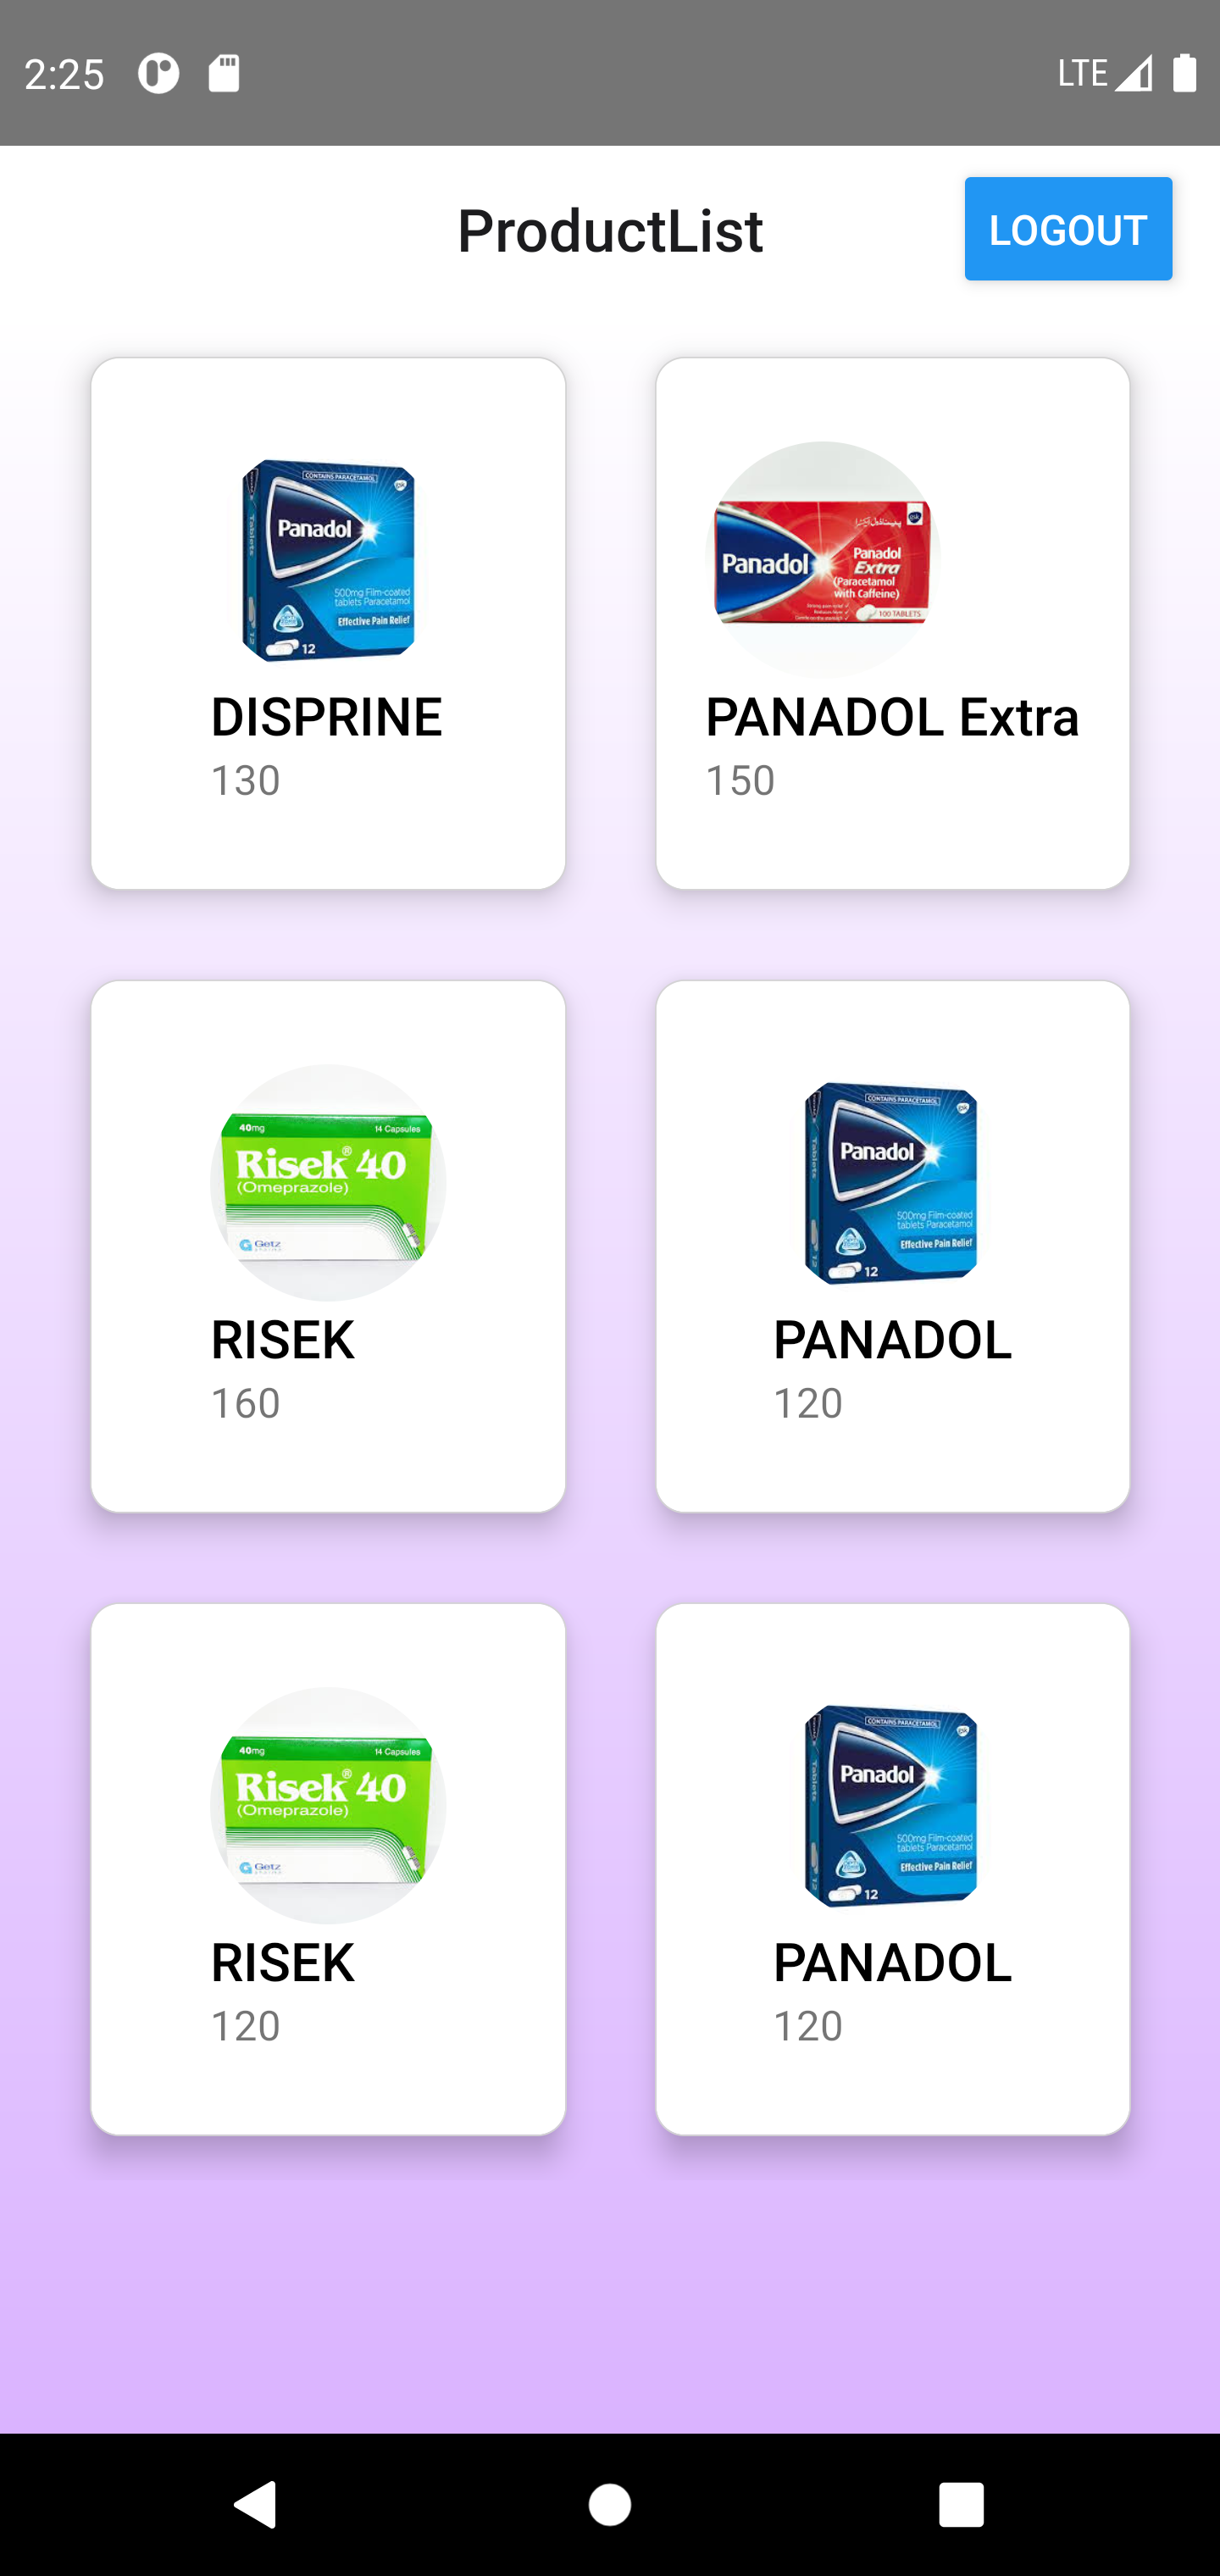 2:25
LTE
ProductList
LOGOUT
CONTAINS PARACETAMOL
Panadol
Tablets
500mg Film-coated
tablets Paracetamol
Effective Pain Relief
12
DISPRINE
130
Panadol
Panadol
Extra
(Paracetamol
with Caffeine)
100 TABLETS
PANADOL Extra
150
40mg
14 Capsules
Risek® 40
(Omeprazole)
Getz
pharma
RISEK
160
CONTAINS PARACETAMOL
Panadol
Tablets
500mg Film-coated
tablets Paracetamol
Effective Pain Relief
12
PANADOL
120
40mg
14 Capsules
Risek® 40
(Omeprazole)
Getz
pharma
RISEK
120
CONTAINS PARACETAMOL
Panadol
Tablets
500mg Film-coated
tablets Paracetamol
Effective Pain Relief
12
PANADOL
120